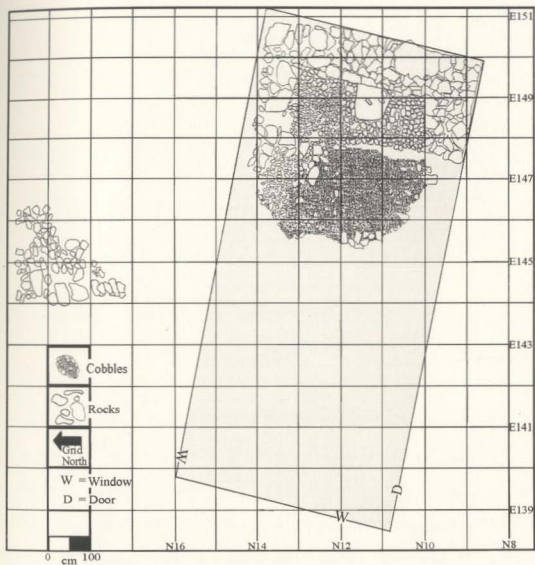 E151
E149
E147
E145
E143
Cobbles
Rocks
E141
Grid
North
W
W = Window
D
D = Door
W
E139
N16
N14
N12
N10
N8
0 100
cm